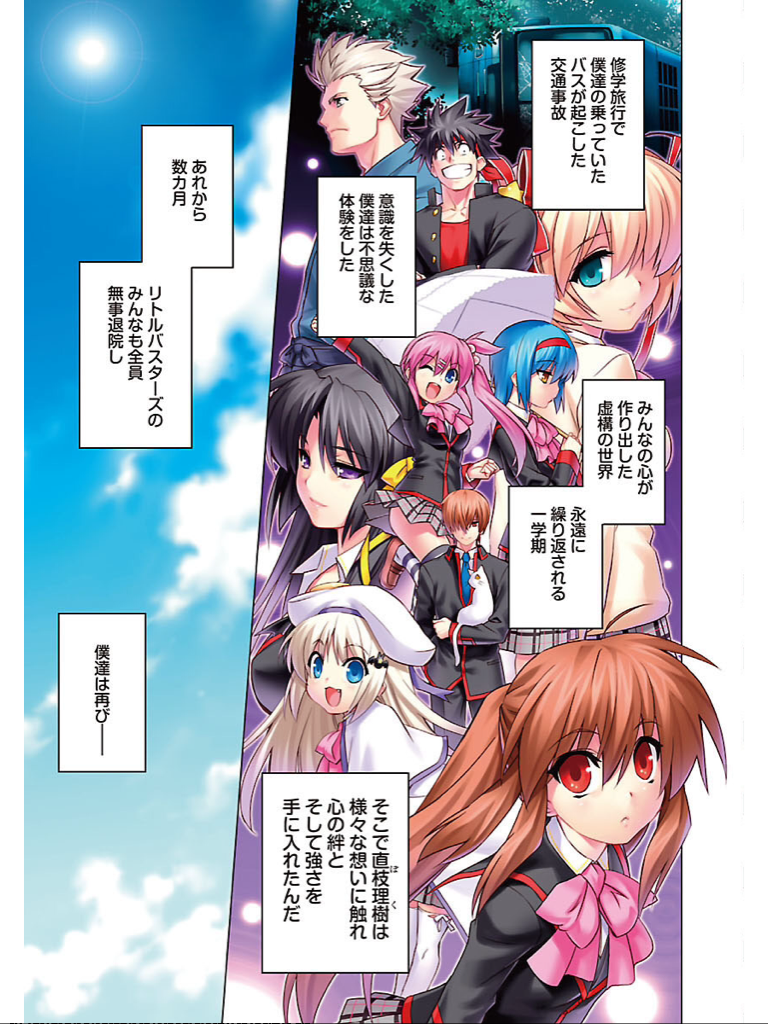 修学旅行で
僕達の乗っていた
バスが起こした
交通事故
意識を失くした
僕達は不思議な
体験をした
みんなの心が
作り出した
虚構の世界
永遠に
繰り返される
一学期
そこで直枝理樹は
ぼく
様々な想いに触れ
心の絆と
そして強さを
手に入れたんだ
あれから
数カ月
リトルバスターズの
みんなも全員
無事退院し
僕達は再び──